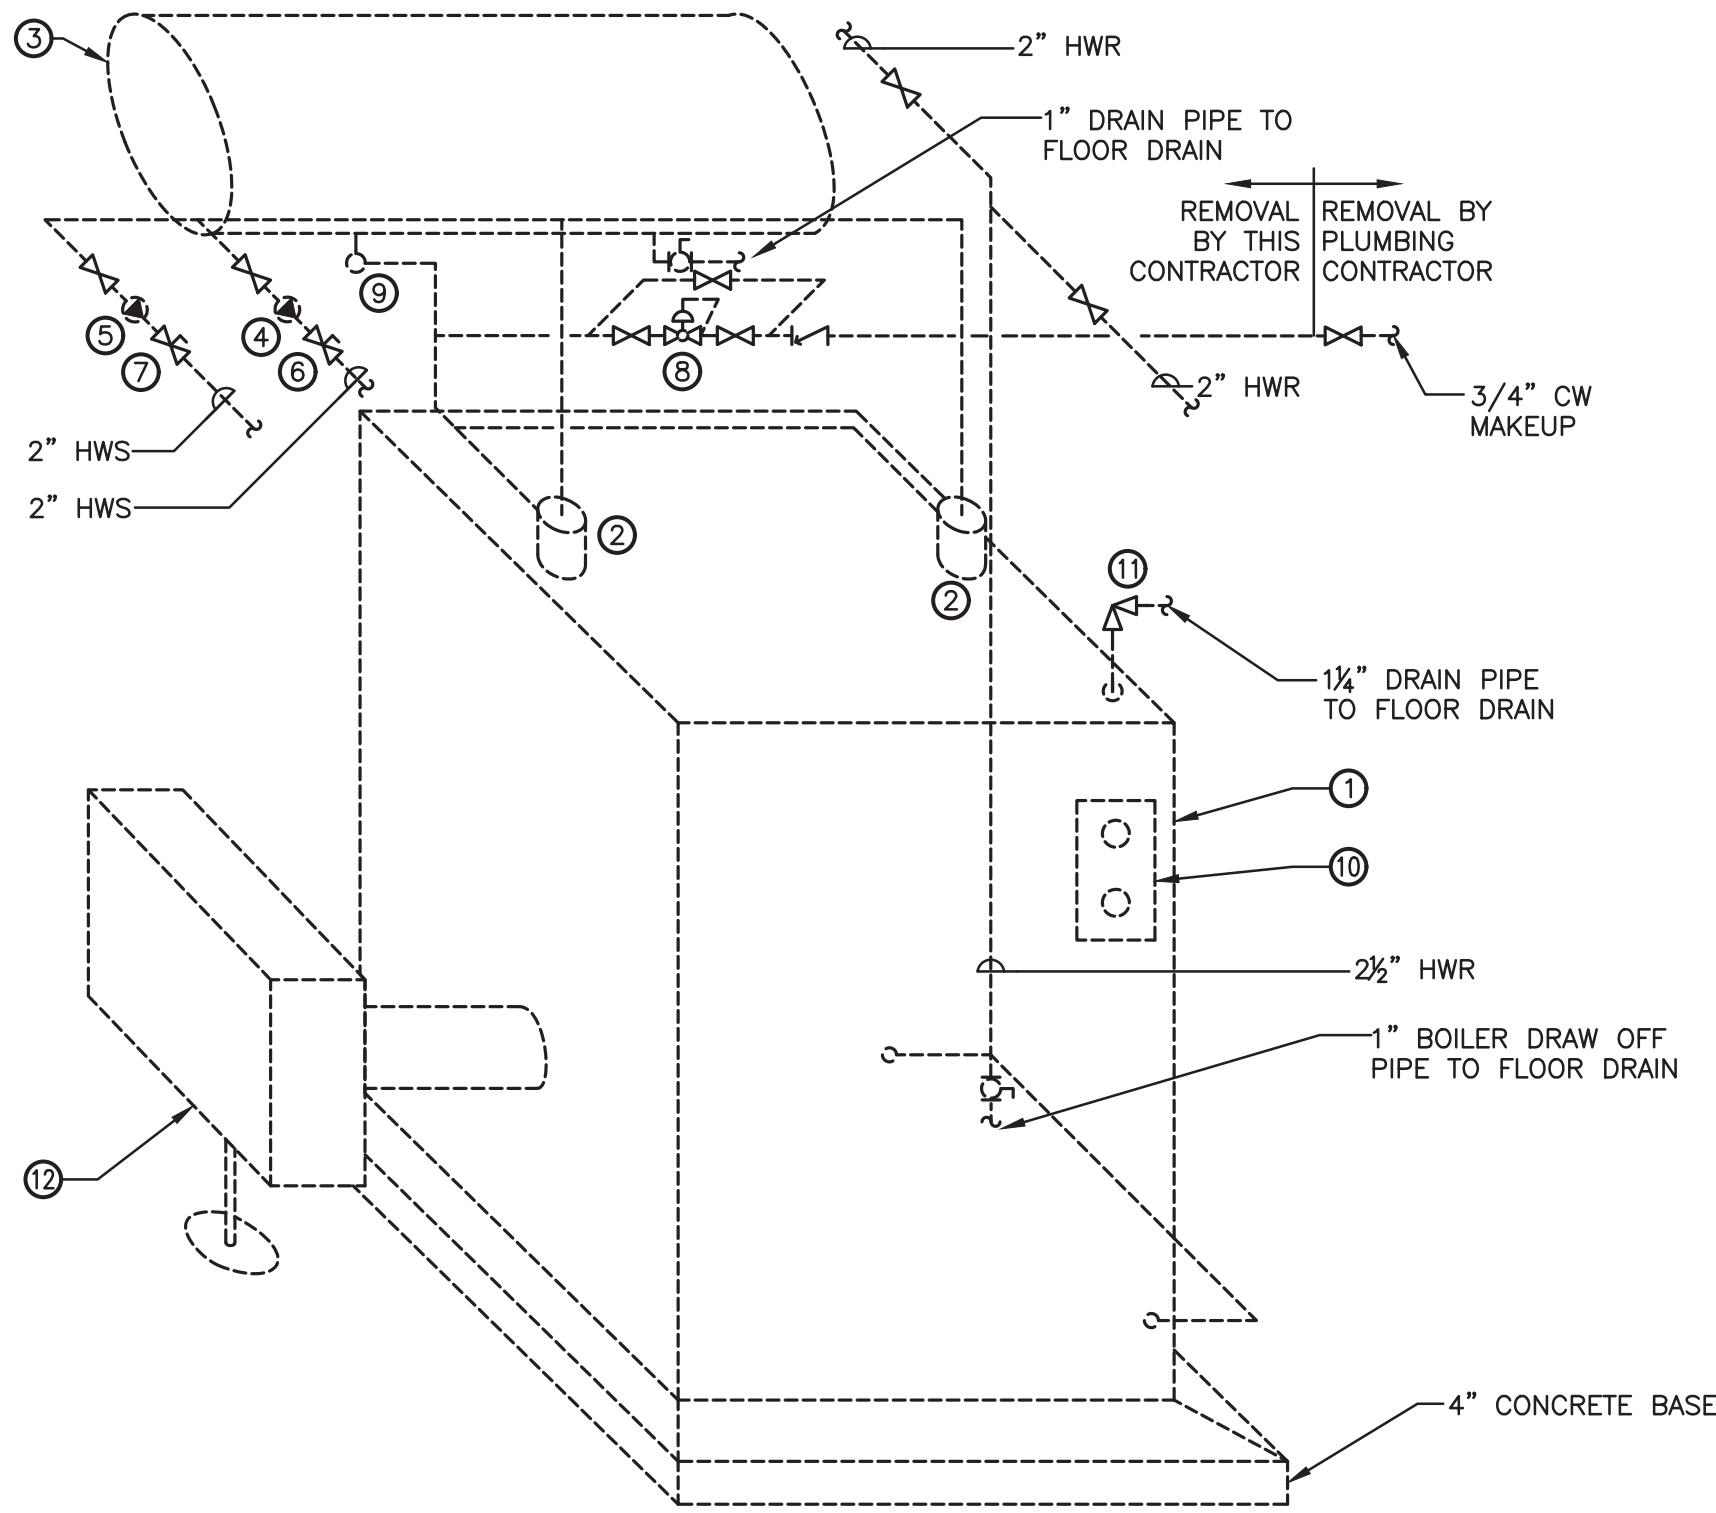 3
2” HWR
1” DRAIN PIPE TO
FLOOR DRAIN
REMOVAL
BY THIS
CONTRACTOR
REMOVAL BY
PLUMBING
CONTRACTOR
9
5
4
7
6
8
2” HWR
3/4” CW
MAKEUP
2” HWS
2” HWS
2
2
11
1¼” DRAIN PIPE
TO FLOOR DRAIN
1
10
2½” HWR
1” BOILER DRAW OFF
PIPE TO FLOOR DRAIN
12
4” CONCRETE BASE